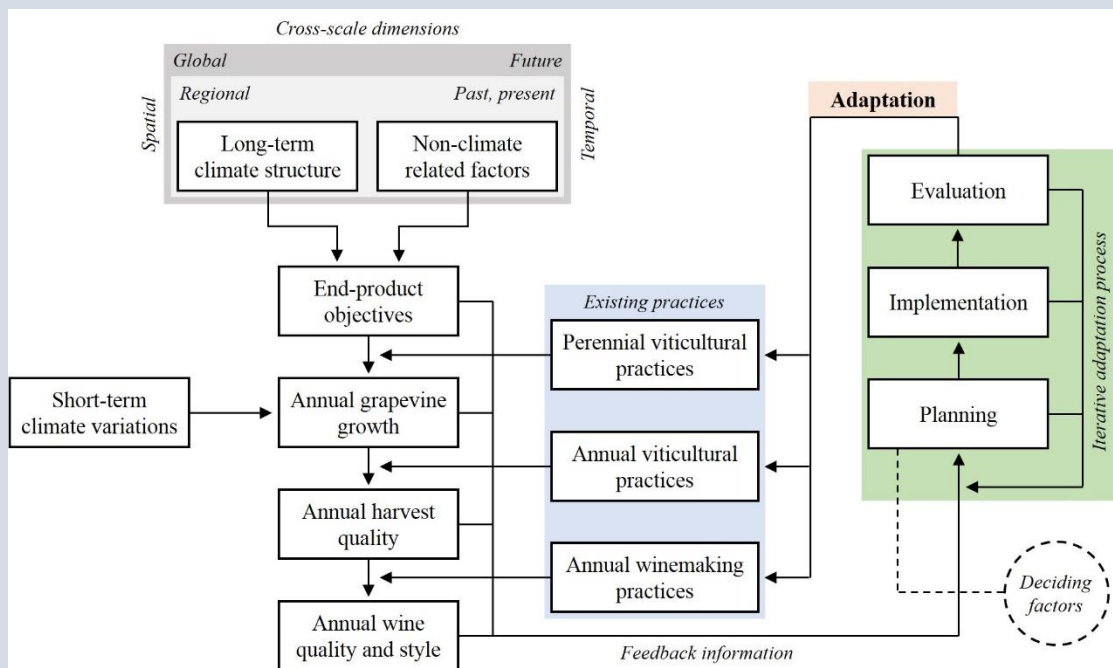 Cross-scale dimensions
Global
Future
Regional
Past, present
Spatial
Temporal
Long-term
climate structure
Non-climate
related factors
Adaptation
Evaluation
Implementation
Planning
Iterative adaptation process
End-product
objectives
Existing practices
Perennial viticultural
practices
Short-term
climate variations
Annual grapevine
growth
Annual viticultural
practices
Annual harvest
quality
Annual winemaking
practices
Deciding
factors
Annual wine
quality and style
Feedback information